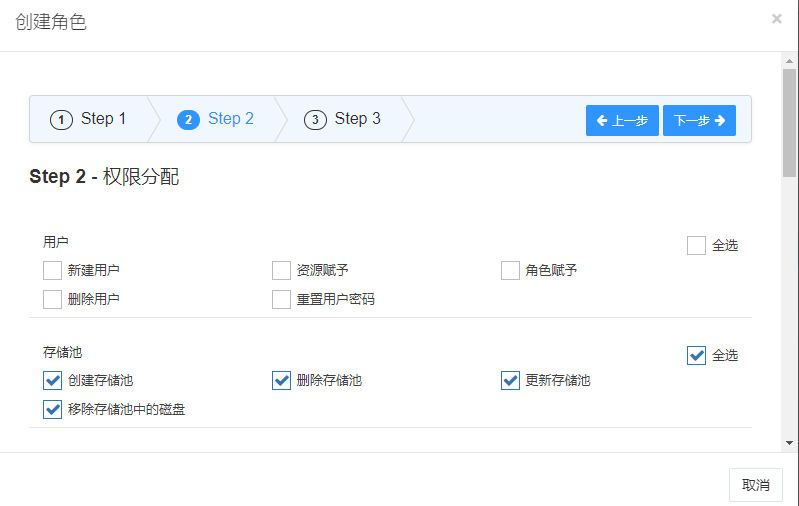 创建角色 ×
1 Step 1 2 Step 2 3 Step 3 上一步 下一步
Step 2 - 权限分配
用户 全选
新建用户 资源赋予 角色赋予
删除用户 重置用户密码
存储池 全选
创建存储池 删除存储池 更新存储池
移除存储池中的磁盘
取消